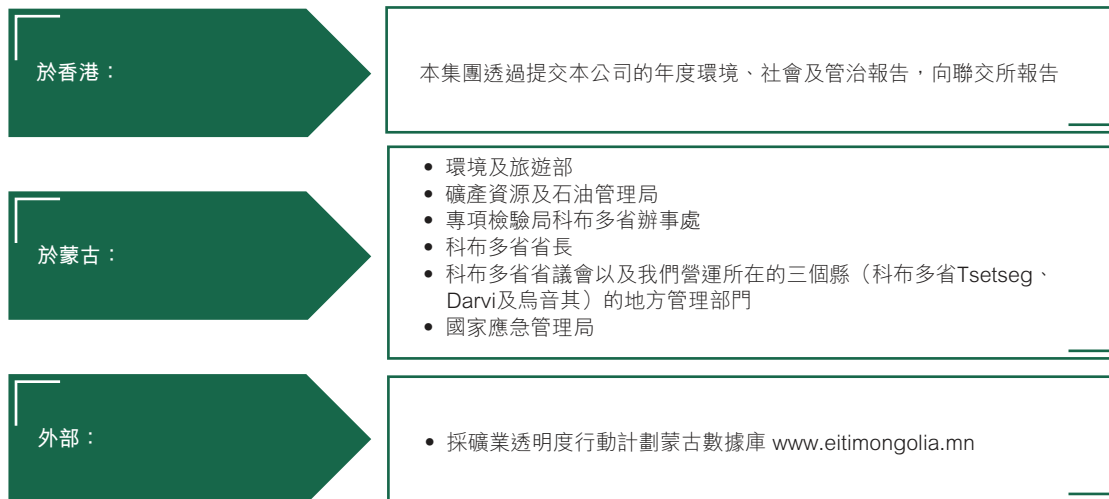 於香港：
本集團透過提交本公司的年度環境、社會及管治報告，向聯交所報告
於蒙古：
• 環境及旅遊部
• 礦產資源及石油管理局
• 專項檢驗局科布多省辦事處
• 科布多省省長
• 科布多省省議會以及我們營運所在的三個縣（科布多省Tsetseg、
Darvi及烏音其）的地方管理部門
• 國家應急管理局
外部：
• 採礦業透明度行動計劃蒙古數據庫 www.eitimongolia.mn